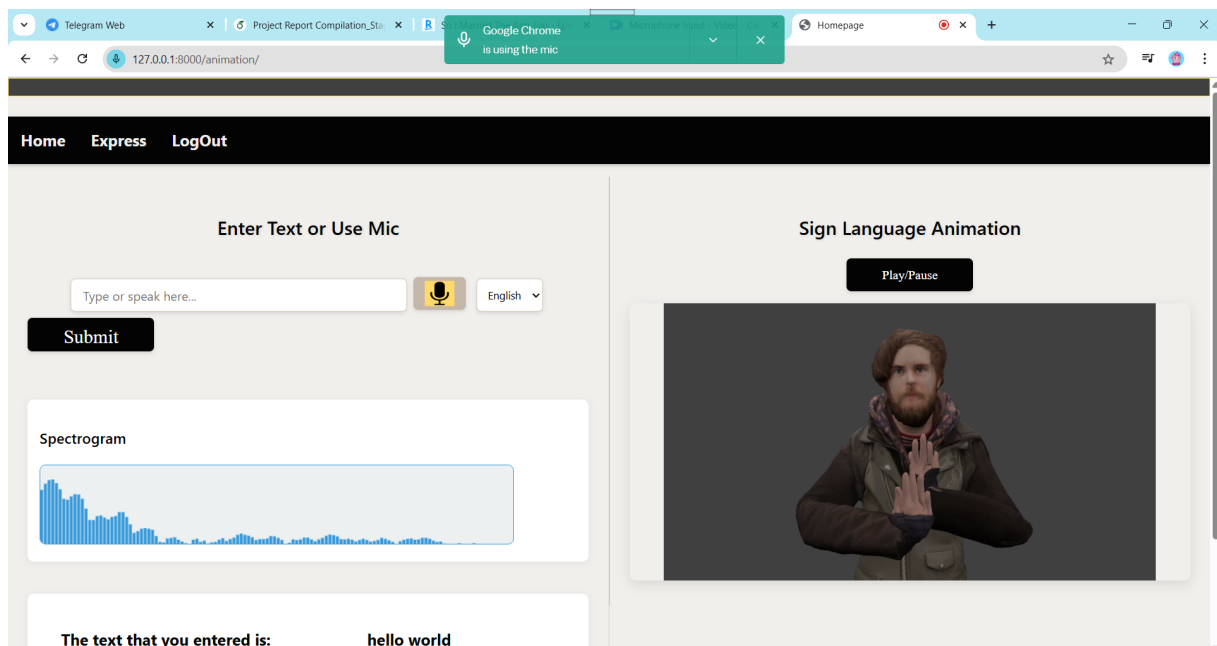 Telegram Web
Project Report Compilation_Sta
Google Chrome
is using the mic
Homepage
127.0.0.1:8000/animation/
Home Express LogOut
Enter Text or Use Mic
Type or speak here...
English
Submit
Spectrogram
The text that you entered is: hello world
Sign Language Animation
Play/Pause